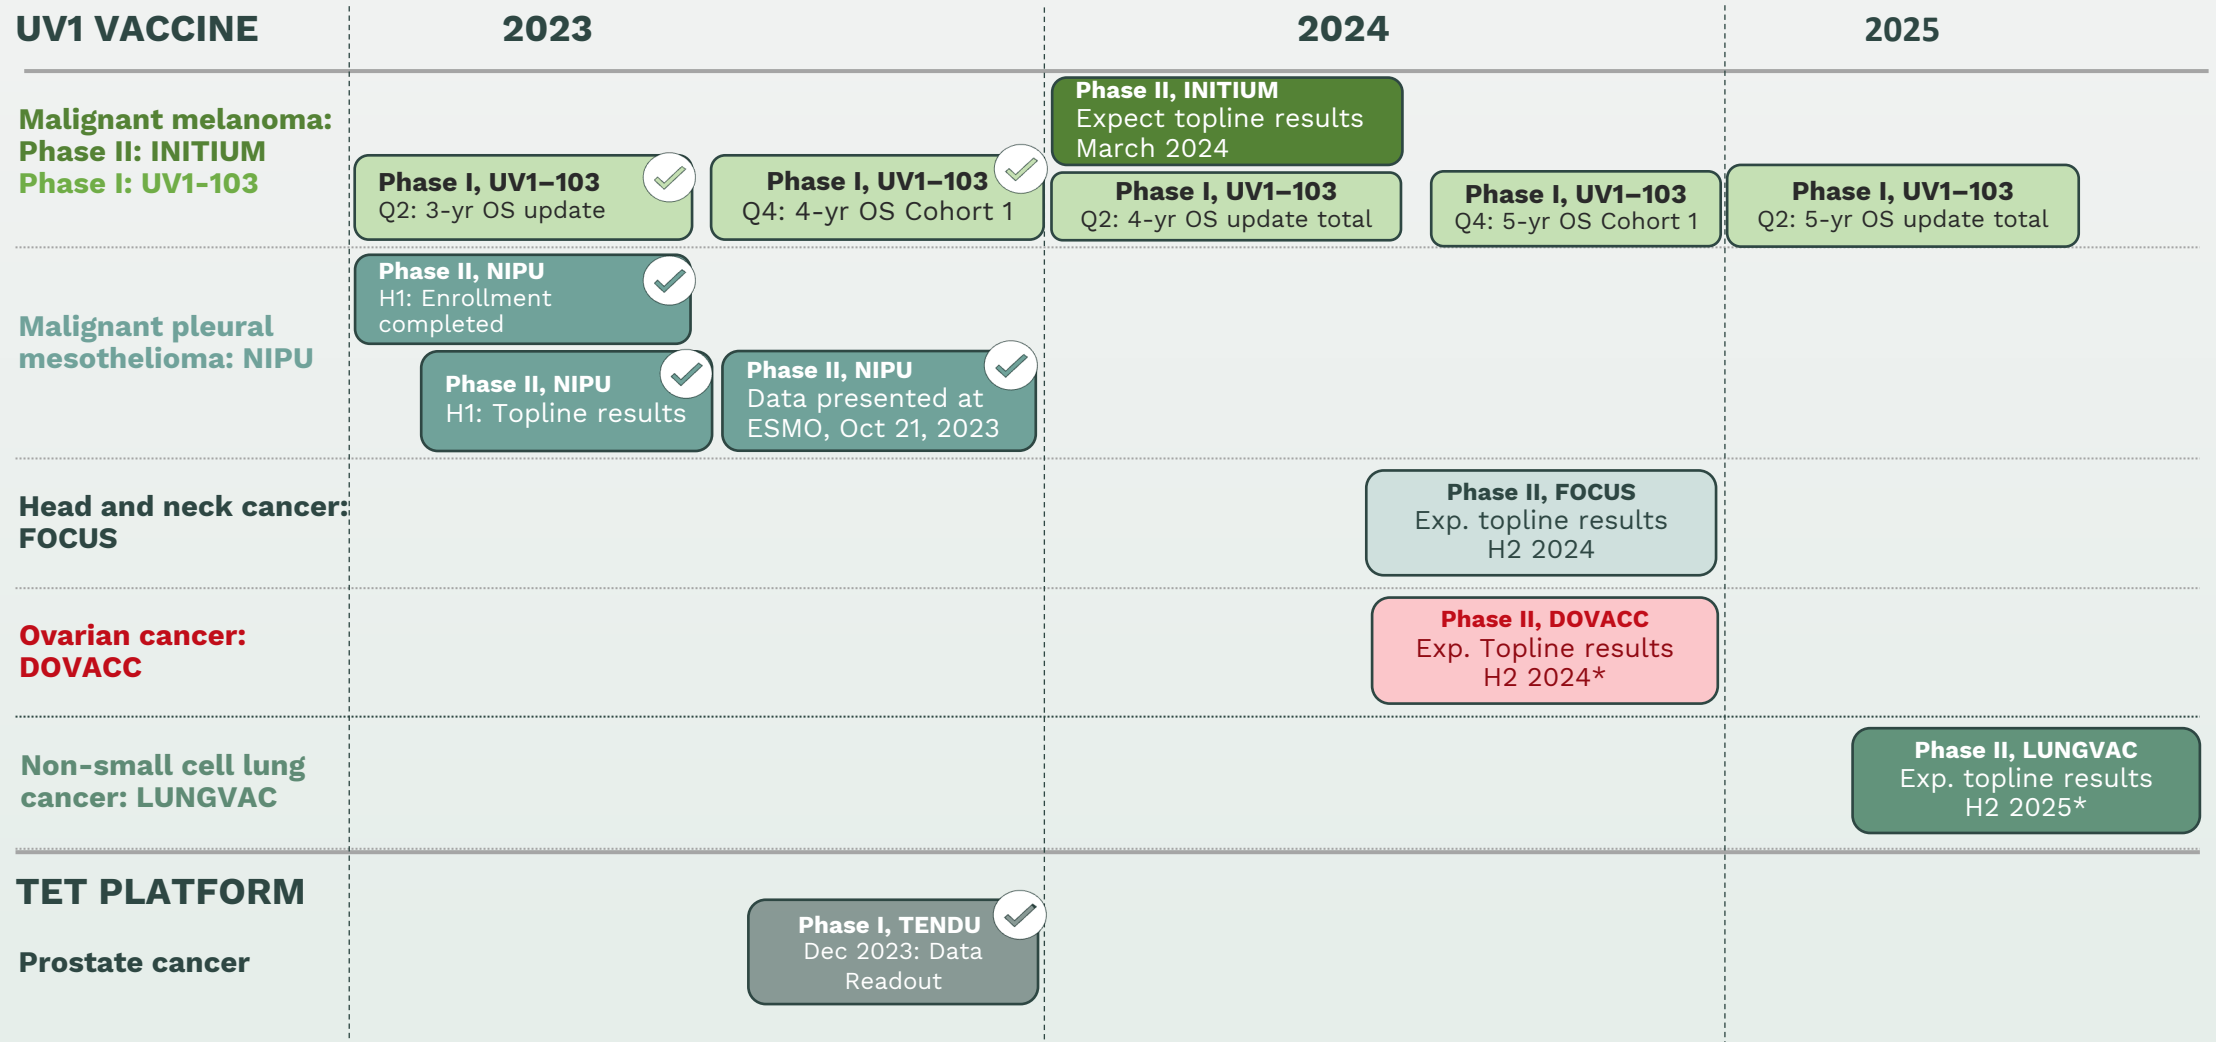 UV1 VACCINE
2023
2024
2025
Malignant melanoma:
Phase II: INITIUM
Phase I: UV1-103
Phase II, INITIUM
Expect topline results
March 2024
Phase I, UV1–103
Q2: 3-yr OS update
Phase I, UV1–103
Q4: 4-yr OS Cohort 1
Phase I, UV1–103
Q2: 4-yr OS update total
Phase I, UV1–103
Q4: 5-yr OS Cohort 1
Phase I, UV1–103
Q2: 5-yr OS update total
Malignant pleural
mesothelioma: NIPU
Phase II, NIPU
H1: Enrollment
completed
Phase II, NIPU
H1: Topline results
Phase II, NIPU
Data presented at
ESMO, Oct 21, 2023
Head and neck cancer:
FOCUS
Phase II, FOCUS
Exp. topline results
H2 2024
Ovarian cancer:
DOVACC
Phase II, DOVACC
Exp. Topline results
H2 2024*
Non-small cell lung
cancer: LUNGVAC
Phase II, LUNGVAC
Exp. topline results
H2 2025*
TET PLATFORM
Prostate cancer
Phase I, TENDU
Dec 2023: Data
Readout